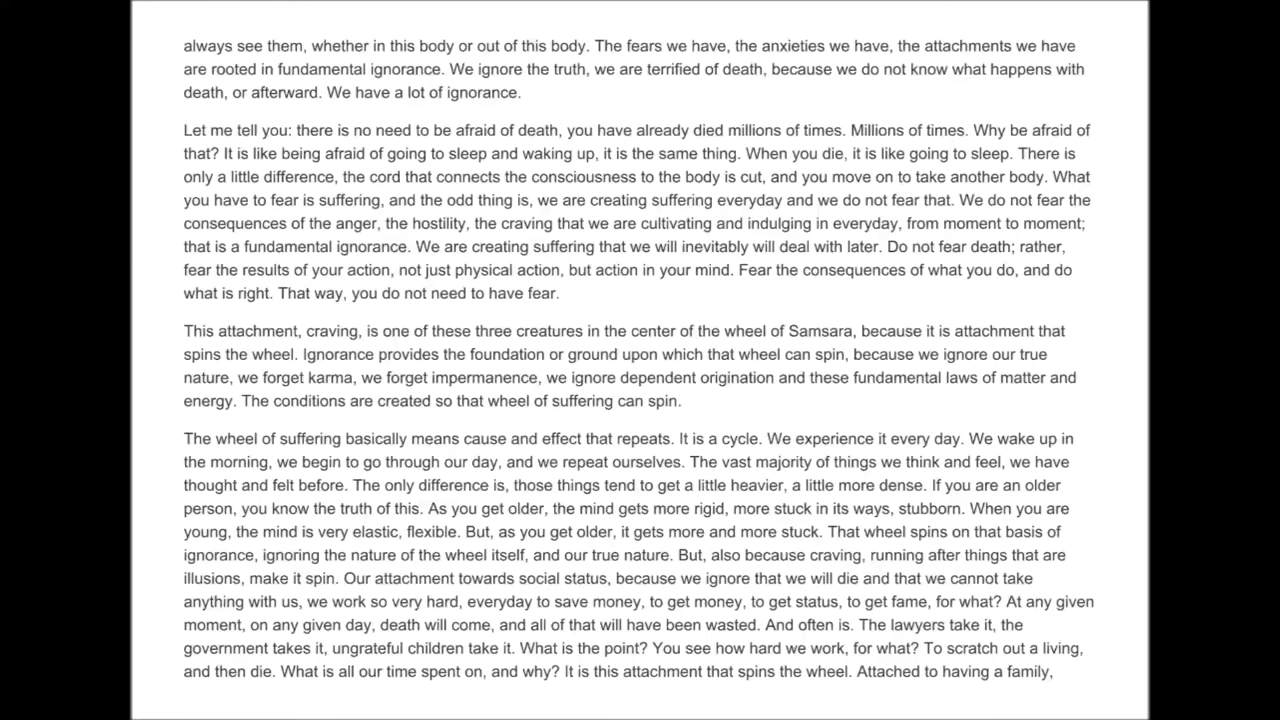 always see them, whether in this body or out of this body. The fears we have, the anxieties we have, the attachments we have
are rooted in fundamental ignorance. We ignore the truth, we are terrified of death, because we do not know what happens with
death, or afterward. We have a lot of ignorance.
Let me tell you: there is no need to be afraid of death, you have already died millions of times. Millions of times. Why be afraid of
that? It is like being afraid of going to sleep and waking up, it is the same thing. When you die, it is like going to sleep. There is
only a little difference, the cord that connects the consciousness to the body is cut, and you move on to take another body. What
you have to fear is suffering, and the odd thing is, we are creating suffering everyday and we do not fear that. We do not fear the
consequences of the anger, the hostility, the craving that we are cultivating and indulging in everyday, from moment to moment;
that is a fundamental ignorance. We are creating suffering that we will inevitably will deal with later. Do not fear death; rather,
fear the results of your action, not just physical action, but action in your mind. Fear the consequences of what you do, and do
what is right. That way, you do not need to have fear.
This attachment, craving, is one of these three creatures in the center of the wheel of Samsara, because it is attachment that
spins the wheel. Ignorance provides the foundation or ground upon which that wheel can spin, because we ignore our true
nature, we forget karma, we forget impermanence, we ignore dependent origination and these fundamental laws of matter and
energy. The conditions are created so that wheel of suffering can spin.
The wheel of suffering basically means cause and effect that repeats. It is a cycle. We experience it every day. We wake up in
the morning, we begin to go through our day, and we repeat ourselves. The vast majority of things we think and feel, we have
thought and felt before. The only difference is, those things tend to get a little heavier, a little more dense. If you are an older
person, you know the truth of this. As you get older, the mind gets more rigid, more stuck in its ways, stubborn. When you are
young, the mind is very elastic, flexible. But, as you get older, it gets more and more stuck. That wheel spins on that basis of
ignorance, ignoring the nature of the wheel itself, and our true nature. But, also because craving, running after things that are
illusions, make it spin. Our attachment towards social status, because we ignore that we will die and that we cannot take
anything with us, we work so very hard, everyday to save money, to get money, to get status, to get fame, for what? At any given
moment, on any given day, death will come, and all of that will have been wasted. And often is. The lawyers take it, the
government takes it, ungrateful children take it. What is the point? You see how hard we work, for what? To scratch out a living,
and then die. What is all our time spent on, and why? It is this attachment that spins the wheel. Attached to having a family,